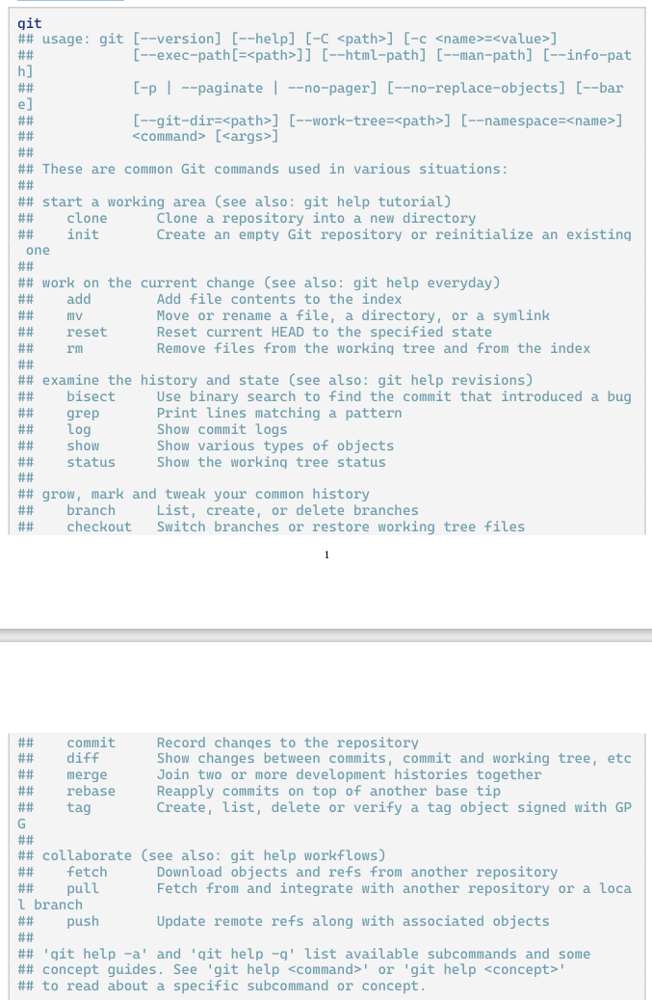 git
## usage: git [--version] [--help] [-C <path>] [-c <name>=<value>]
##            [--exec-path[=<path>]] [--html-path] [--man-path] [--info-pat
h]
##            [-p | --paginate | --no-pager] [--no-replace-objects] [--bar
e]
##            [--git-dir=<path>] [--work-tree=<path>] [--namespace=<name>]
##            <command> [<args>]
##
## These are common Git commands used in various situations:
##
## start a working area (see also: git help tutorial)
##    clone      Clone a repository into a new directory
##    init       Create an empty Git repository or reinitialize an existing
 one
##
## work on the current change (see also: git help everyday)
##    add        Add file contents to the index
##    mv         Move or rename a file, a directory, or a symlink
##    reset      Reset current HEAD to the specified state
##    rm         Remove files from the working tree and from the index
##
## examine the history and state (see also: git help revisions)
##    bisect     Use binary search to find the commit that introduced a bug
##    grep       Print lines matching a pattern
##    log        Show commit logs
##    show       Show various types of objects
##    status     Show the working tree status
##
## grow, mark and tweak your common history
##    branch     List, create, or delete branches
##    checkout   Switch branches or restore working tree files
1
##    commit     Record changes to the repository
##    diff       Show changes between commits, commit and working tree, etc
##    merge      Join two or more development histories together
##    rebase     Reapply commits on top of another base tip
##    tag        Create, list, delete or verify a tag object signed with GP
G
##
## collaborate (see also: git help workflows)
##    fetch      Download objects and refs from another repository
##    pull       Fetch from and integrate with another repository or a loca
l branch
##    push       Update remote refs along with associated objects
##
## 'git help -a' and 'git help -g' list available subcommands and some
## concept guides. See 'git help <command>' or 'git help <concept>'
## to read about a specific subcommand or concept.